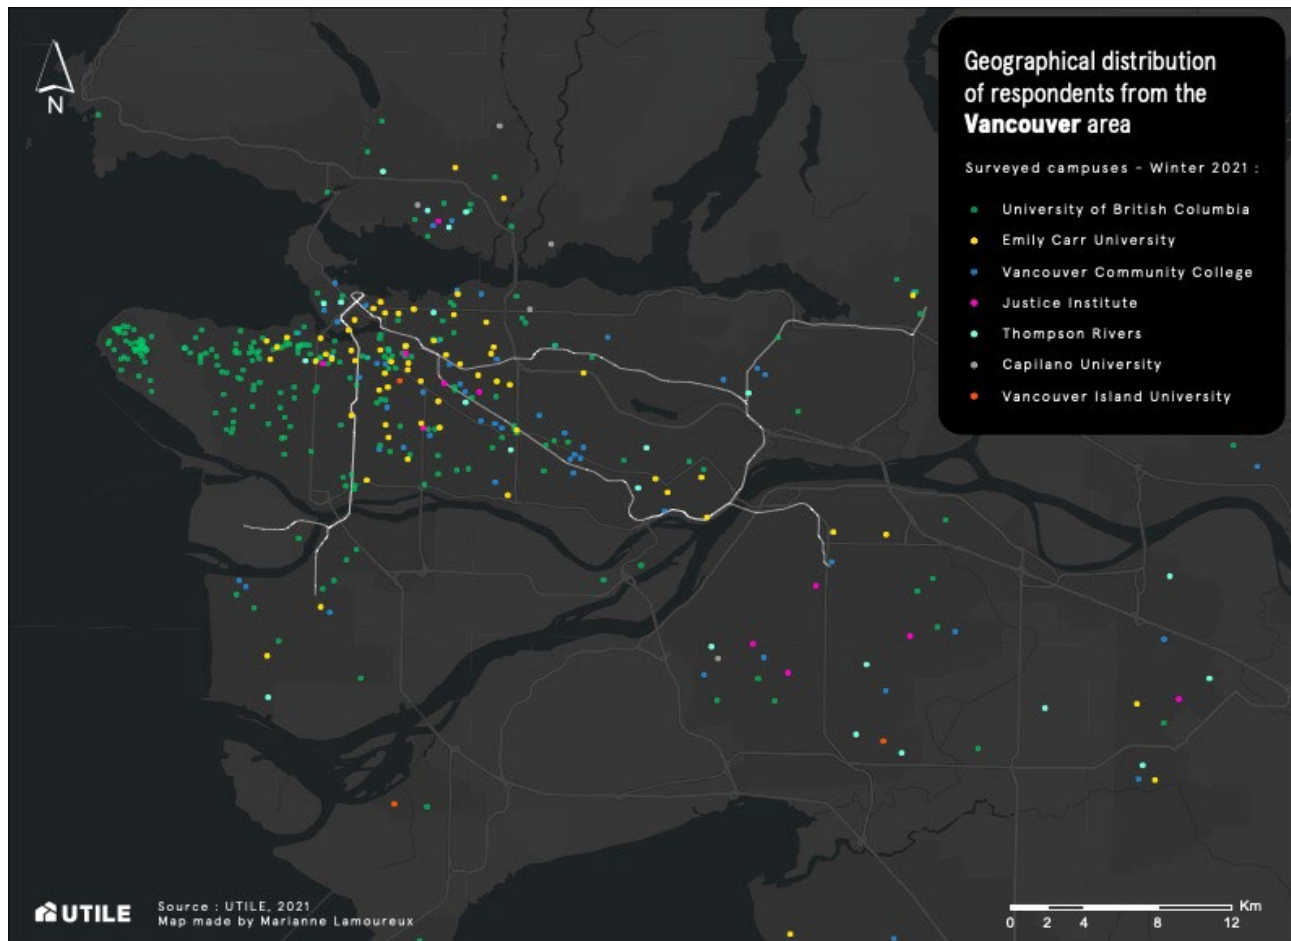 N
Geographical distribution
of respondents from the
Vancouver area
Surveyed campuses - Winter 2021 :
University of British Columbia
Emily Carr University
Vancouver Community College
Justice Institute
Thompson Rivers
Capilano University
Vancouver Island University
UTILE
Source : UTILE, 2021
Map made by Marianne Lamoureux
Km
0 2 4 8 12